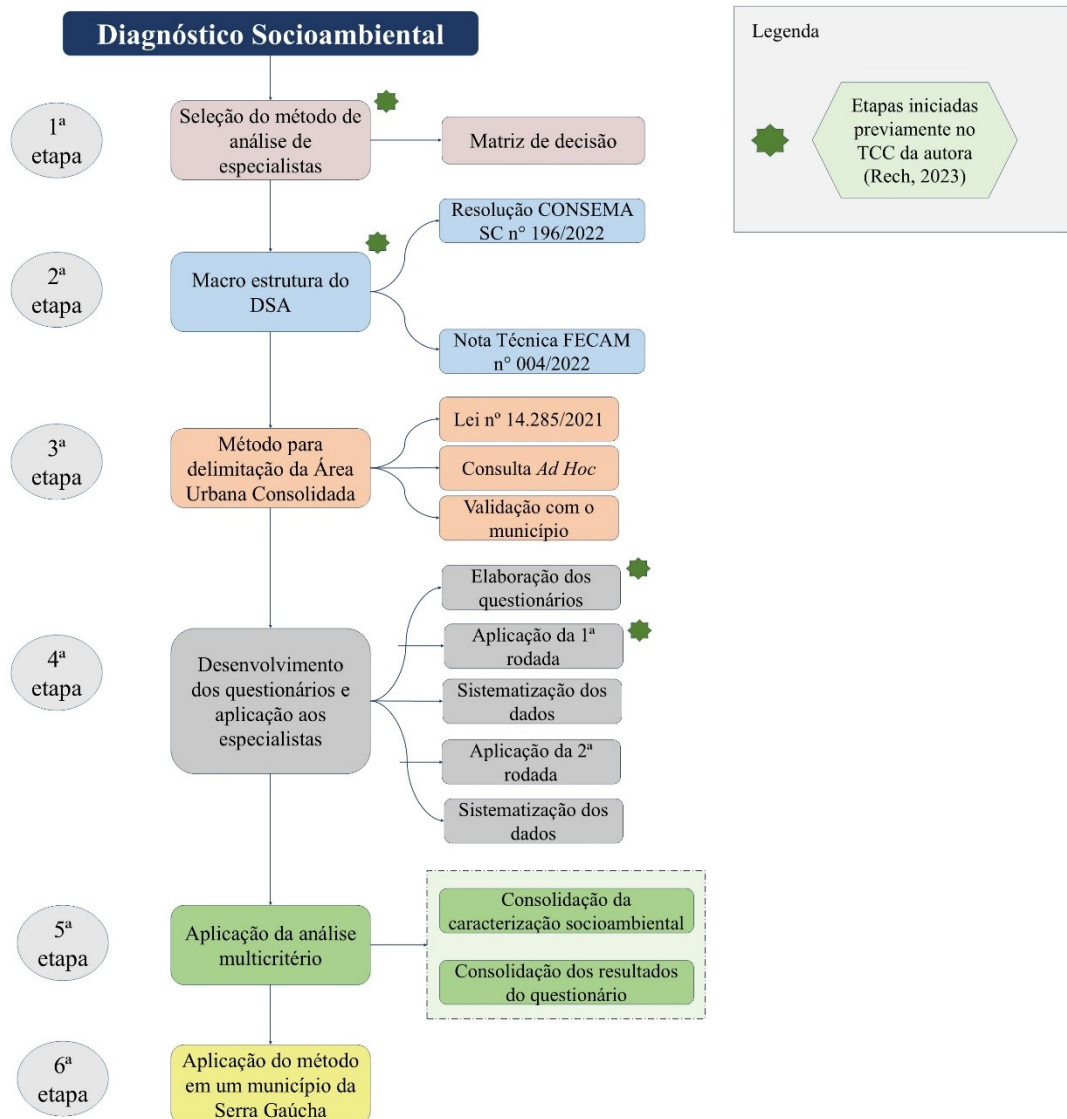 Diagnóstico Socioambiental
Legenda
Etapas iniciadas
previamente no
TCC da autora
(Rech, 2023)
1ª
etapa
Seleção do método de
análise de
especialistas
Matriz de decisão
2ª
etapa
Macro estrutura do
DSA
Resolução CONSEMA
SC n° 196/2022
Nota Técnica FECAM
n° 004/2022
3ª
etapa
Método para
delimitação da Área
Urbana Consolidada
Lei nº 14.285/2021
Consulta Ad Hoc
Validação com o
município
4ª
etapa
Desenvolvimento
dos questionários e
aplicação aos
especialistas
Elaboração dos
questionários
Aplicação da 1ª
rodada
Sistematização dos
dados
Aplicação da 2ª
rodada
Sistematização dos
dados
5ª
etapa
Aplicação da análise
multicritério
Consolidação da
caracterização socioambiental
Consolidação dos resultados
do questionário
6ª
etapa
Aplicação do método
em um município da
Serra Gaúcha